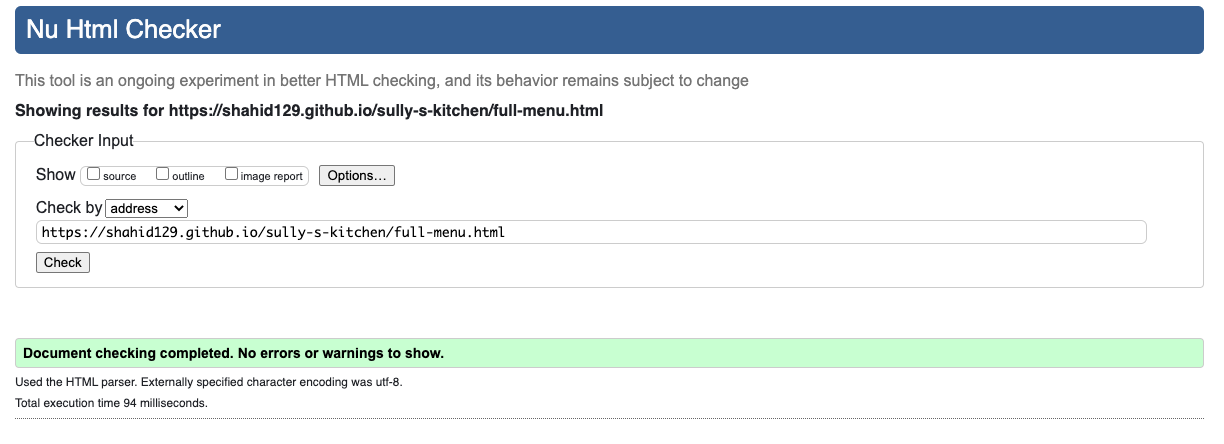 Nu Html Checker
This tool is an ongoing experiment in better HTML checking, and its behavior remains subject to change
Showing results for https://shahid129.github.io/sully-s-kitchen/full-menu.html
Checker Input
Show source outline image report Options...
Check by address
https://shahid129.github.io/sully-s-kitchen/full-menu.html
Check
Document checking completed. No errors or warnings to show.
Used the HTML parser. Externally specified character encoding was utf-8.
Total execution time 94 milliseconds.